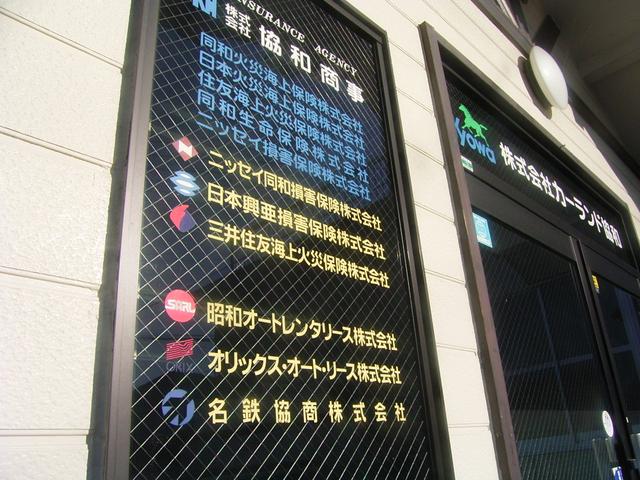 INSURANCE AGENCY
株式会社 協和商事
同和火災海上保険株式会社
日本火災海上保険株式会社
住友海上火災保険株式会社
同和生命保険株式会社
ニッセイ損害保険株式会社
ニッセイ同和損害保険株式会社
日本興亜損害保険株式会社
三井住友海上火災保険株式会社
SARL 昭和オートレンタリース株式会社
ORIX オリックス・オート・リース株式会社
名鉄協商株式会社
Kyowa 株式会社ガーランド協和